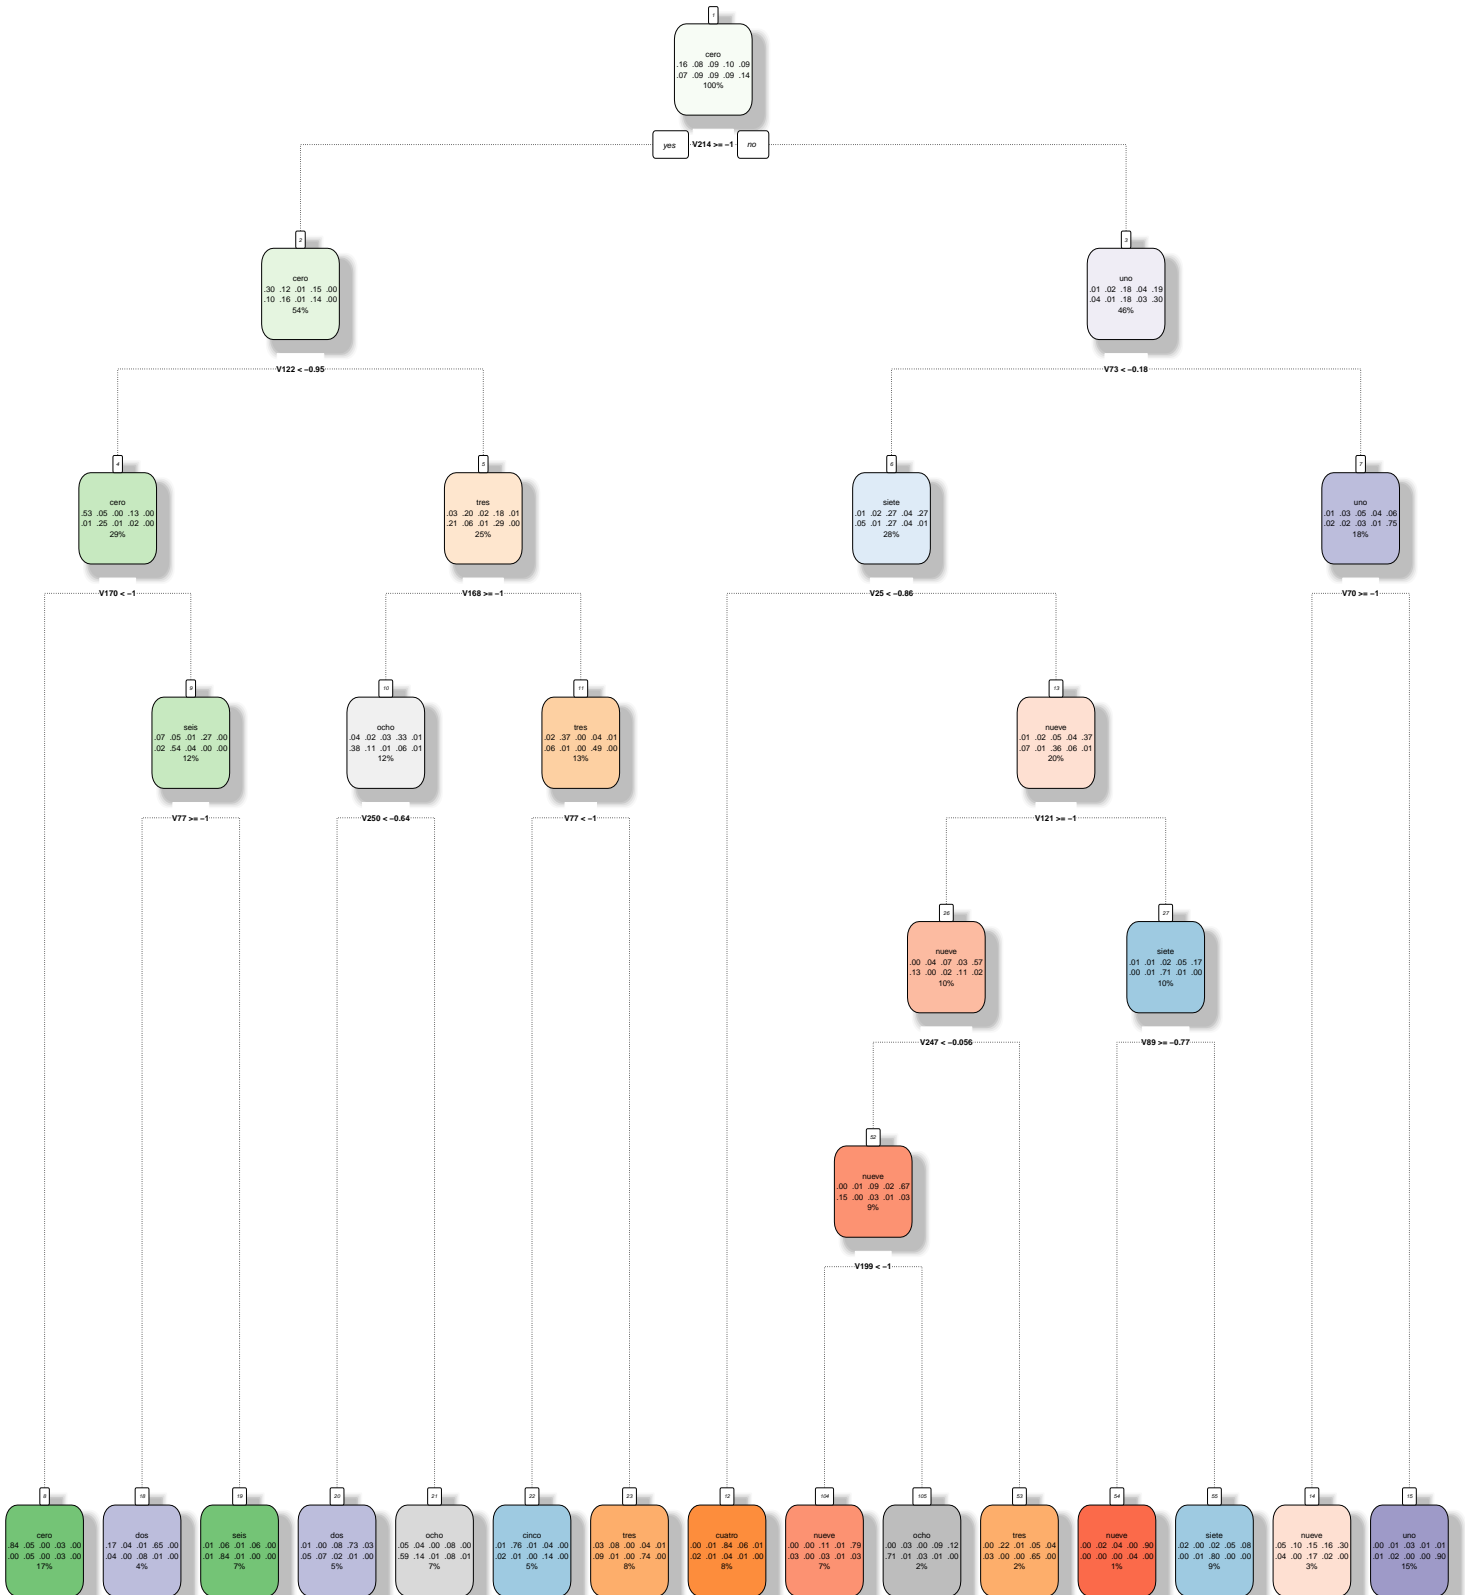 1
cero
.16 .08 .09 .10 .09
.07 .09 .09 .09 .14
100%
yes
V214 >= −1
no
2
cero
.30 .12 .01 .15 .00
.10 .16 .01 .14 .00
54%
3
uno
.01 .02 .18 .04 .19
.04 .01 .18 .03 .30
46%
V122 < −0.95
V73 < −0.18
4
cero
.53 .05 .00 .13 .00
.01 .25 .01 .02 .00
29%
5
tres
.03 .20 .02 .18 .01
.21 .06 .01 .29 .00
25%
6
siete
.01 .02 .27 .04 .27
.05 .01 .27 .04 .01
28%
7
uno
.01 .03 .05 .04 .06
.02 .02 .03 .01 .75
18%
V170 < −1
V168 >= −1
V25 < −0.86
V70 >= −1
9
seis
.07 .05 .01 .27 .00
.02 .54 .04 .00 .00
12%
10
ocho
.04 .02 .03 .33 .01
.38 .11 .01 .06 .01
12%
11
tres
.02 .37 .00 .04 .01
.06 .01 .00 .49 .00
13%
13
nueve
.01 .02 .05 .04 .37
.07 .01 .36 .06 .01
20%
V77 >= −1
V250 < −0.64
V77 < −1
V121 >= −1
26
nueve
.00 .04 .07 .03 .57
.13 .00 .02 .11 .02
10%
27
siete
.01 .01 .02 .05 .17
.00 .01 .71 .01 .00
10%
V247 < −0.056
V89 >= −0.77
52
nueve
.00 .01 .09 .02 .67
.15 .00 .03 .01 .03
9%
V199 < −1
8
cero
.84 .05 .00 .03 .00
.00 .05 .00 .03 .00
17%
18
dos
.17 .04 .01 .65 .00
.04 .00 .08 .01 .00
4%
19
seis
.01 .06 .01 .06 .00
.01 .84 .01 .00 .00
7%
20
dos
.01 .00 .08 .73 .03
.05 .07 .02 .01 .00
5%
21
ocho
.05 .04 .00 .08 .00
.59 .14 .01 .08 .01
7%
22
cinco
.01 .76 .01 .04 .00
.02 .01 .00 .14 .00
5%
23
tres
.03 .08 .00 .04 .01
.09 .01 .00 .74 .00
8%
12
cuatro
.00 .01 .84 .06 .01
.02 .01 .04 .01 .00
8%
104
nueve
.00 .00 .11 .01 .79
.03 .00 .03 .01 .03
7%
105
ocho
.00 .03 .00 .09 .12
.71 .01 .03 .01 .00
2%
53
tres
.00 .22 .01 .05 .04
.03 .00 .00 .65 .00
2%
54
nueve
.00 .02 .04 .00 .90
.00 .00 .00 .04 .00
1%
55
siete
.02 .00 .02 .05 .08
.00 .01 .80 .00 .00
9%
14
nueve
.05 .10 .15 .16 .30
.04 .00 .17 .02 .00
3%
15
uno
.00 .01 .03 .01 .01
.01 .02 .00 .00 .90
15%